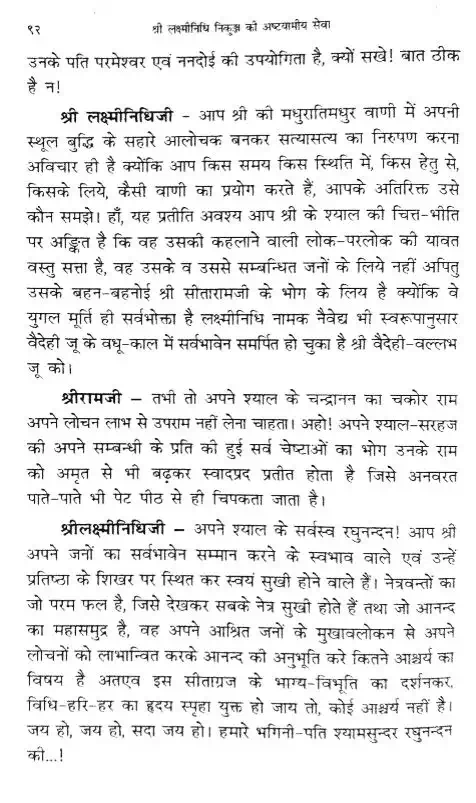 ९२ श्री लक्ष्मीनिधि निकुञ्ज की अष्टयामीय सेवा
उनके पति परमेश्वर एवं ननदोई की उपयोगिता है, क्यों सखे! बात ठीक
है न!
श्री लक्ष्मीनिधिजी – आप श्री की मधुरातिमधुर वाणी में अपनी
स्थूल बुद्धि के सहारे आलोचक बनकर सत्यासत्य का निरुपण करना
अविचार ही है क्योंकि आप किस समय किस स्थिति में, किस हेतु से,
किसके लिये, कैसी वाणी का प्रयोग करते हैं, आपके अतिरिक्त उसे
कौन समझे। हाँ, यह प्रतीति अवश्य आप श्री के श्याल की चित्त-भीति
पर अङ्कित है कि वह उसकी कहलाने वाली लोक-परलोक की यावत
वस्तु सत्ता है, वह उसके व उससे सम्बन्धित जनों के लिये नहीं अपितु
उसके बहन-बहनोई श्री सीतारामजी के भोग के लिय है क्योंकि वे
युगल मूर्ति ही सर्वभोक्ता है लक्ष्मीनिधि नामक नैवेद्य भी स्वरूपानुसार
वैदेही जू के वधू-काल में सर्वभावेन समर्पित हो चुका है श्री वैदेही-वल्लभ
जू को।
श्रीरामजी – तभी तो अपने श्याल के चन्द्रानन का चकोर राम
अपने लोचन लाभ से उपराम नहीं लेना चाहता। अहो! अपने श्याल-सरहज
की अपने सम्बन्धी के प्रति की हुई सर्व चेष्टाओं का भोग उनके राम
को अमृत से भी बढ़कर स्वादप्रद प्रतीत होता है जिसे अनवरत
पाते-पाते भी पेट पीठ से ही चिपकता जाता है।
श्रीलक्ष्मीनिधिजी – अपने श्याल के सर्वस्व रघुनन्दन! आप श्री
अपने जनों का सर्वभावेन सम्मान करने के स्वभाव वाले एवं उन्हें
प्रतिष्ठा के शिखर पर स्थित कर स्वयं सुखी होने वाले हैं। नेत्रवन्तों का
जो परम फल है, जिसे देखकर सबके नेत्र सुखी होते हैं तथा जो आनन्द
का महासमुद्र है, वह अपने आश्रित जनों के मुखावलोकन से अपने
लोचनों को लाभान्वित करके आनन्द की अनुभूति करे कितने आश्चर्य का
विषय है अतएव इस सीताग्रज के भाग्य-विभूति का दर्शनकर,
विधि-हरि-हर का हृदय स्पृहा युक्त हो जाय तो, कोई आश्चर्य नहीं है।
जय हो, जय हो, सदा जय हो। हमारे भगिनी-पति श्यामसुन्दर रघुनन्दन
की...!